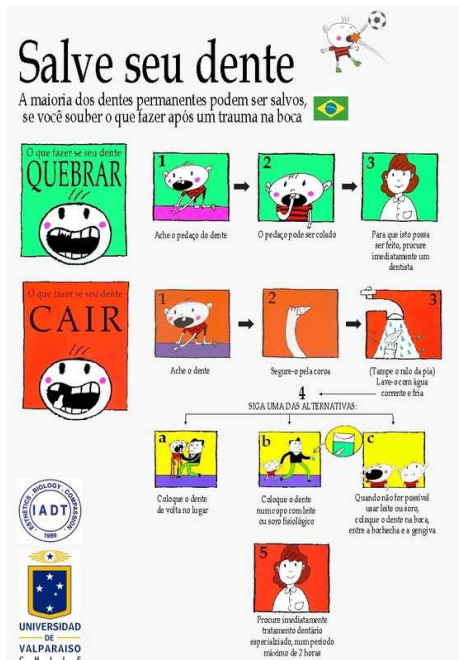 Salve seu dente
A maioria dos dentes permanentes podem ser salvos,
se você souber o que fazer após um trauma na boca
O que fazer se seu dente
QUEBRAR
1
Ache o pedaço do dente
2
O pedaço pode ser colado
3
Para que isto possa
ser feito, procure
imediatamente um
dentista
O que fazer se seu dente
CAIR
1
Ache o dente
2
Segure-o pela coroa
3
(Tampe o ralo da pia)
Lave-o com água
corrente e fria
4
SIGA UMA DAS ALTERNATIVAS:
a
Coloque o dente
de volta no lugar
b
Coloque o dente
num copo com leite
ou soro fisiológico
c
Quando não for possível
usar leite ou soro,
coloque o dente na boca,
entre a bochecha e a gengiva
5
Procure imediatamente
tratamento dentário
especializado, num período
máximo de 2 horas
ESTHETICS · BIOLOGY · COMPASSION
IADT
1989
UNIVERSIDAD
DE
VALPARAISO